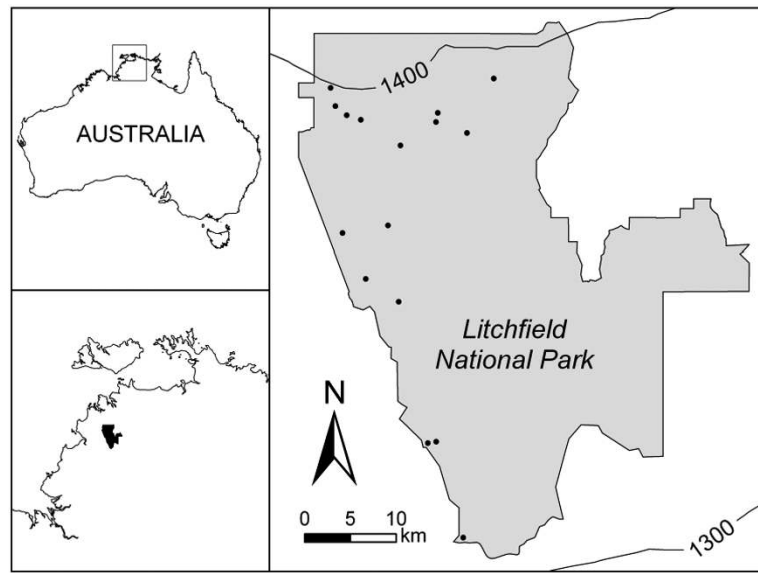 AUSTRALIA
1400
Litchfield
National Park
N
0 5 10
km
1300